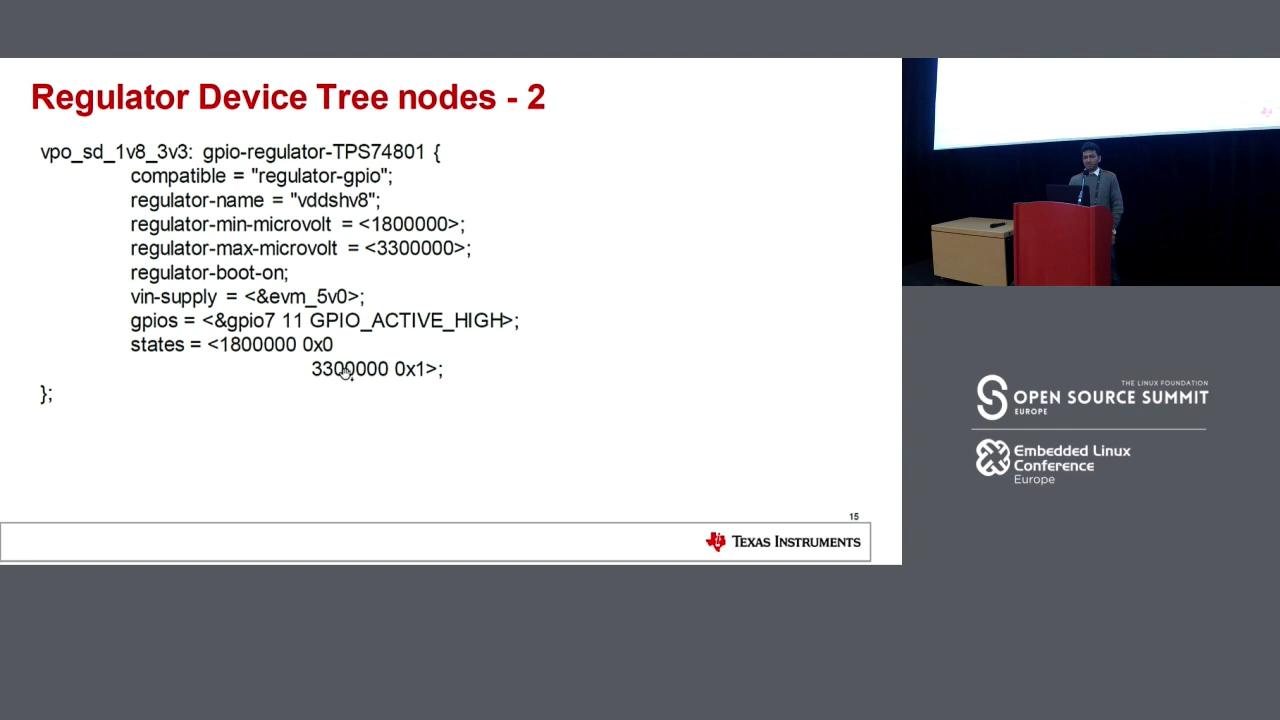 Regulator Device Tree nodes - 2
vpo_sd_1v8_3v3: gpio-regulator-TPS74801 {
compatible = "regulator-gpio";
regulator-name = "vddshv8";
regulator-min-microvolt = <1800000>;
regulator-max-microvolt = <3300000>;
regulator-boot-on;
vin-supply = <&evm_5v0>;
gpios = <&gpio7 11 GPIO_ACTIVE_HIGH>;
states = <1800000 0x0
3300000 0x1>;
};
15
TEXAS INSTRUMENTS
THE LINUX FOUNDATION
OPEN SOURCE SUMMIT
EUROPE
Embedded Linux
Conference
Europe